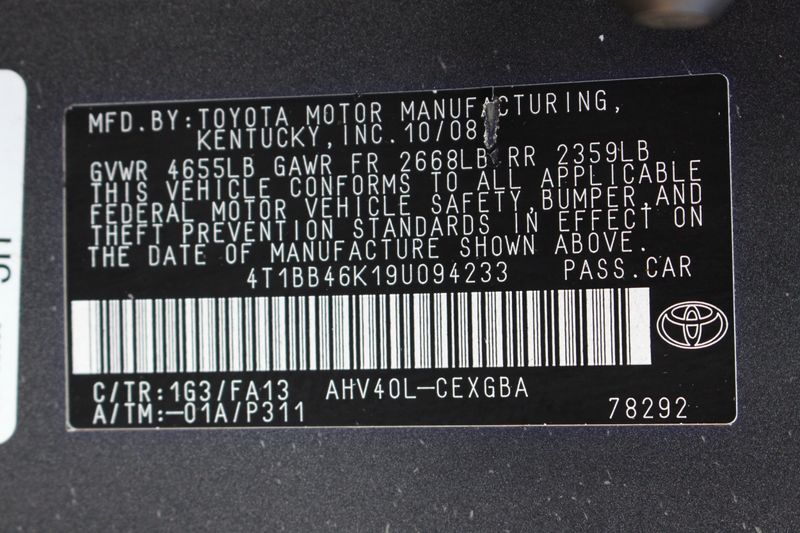 MFD.BY:TOYOTA MOTOR MANUFACTURING,
KENTUCKY,INC. 10/08
GVWR 4655LB GAWR FR 2668LB RR 2359LB
THIS VEHICLE CONFORMS TO ALL APPLICABLE
FEDERAL MOTOR VEHICLE SAFETY,BUMPER,AND
THEFT PREVENTION STANDARDS IN EFFECT ON
THE DATE OF MANUFACTURE SHOWN ABOVE.
4T1BB46K19U094233 PASS.CAR
C/TR:1G3/FA13 AHV40L-CEXGBA
A/TM:-01A/P311 78292